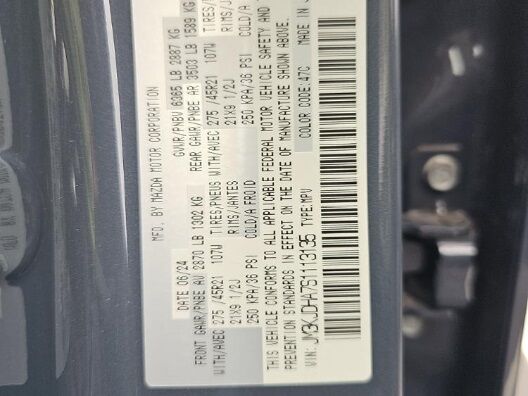 MFD. BY MAZDA MOTOR CORPORATION
DATE 06/24 GVWR/PNBV 6365 LB 2887 KG
FRONT GAWR/PNBE AV 2870 LB 1302 KG REAR GAWR/PNBE AR 3503 LB 1589 KG
WITH/AVEC 275 /45R21 107W TIRES/PNEUS WITH/AVEC 275 /45R21 107W TIRES/
21X9 1/2J RIMS/JANTES 21X9 1/2J RIMS/J
250 KPA/36 PSI COLD/A FROID 250 KPA/36 PSI COLD/A
THIS VEHICLE CONFORMS TO ALL APPLICABLE FEDERAL MOTOR VEHICLE SAFETY AND
PREVENTION STANDARDS IN EFFECT ON THE DATE OF MANUFACTURE SHOWN ABOVE.
VIN: JM3KJDHA7S1113135 TYPE:MPV COLOR CODE:47C MADE IN